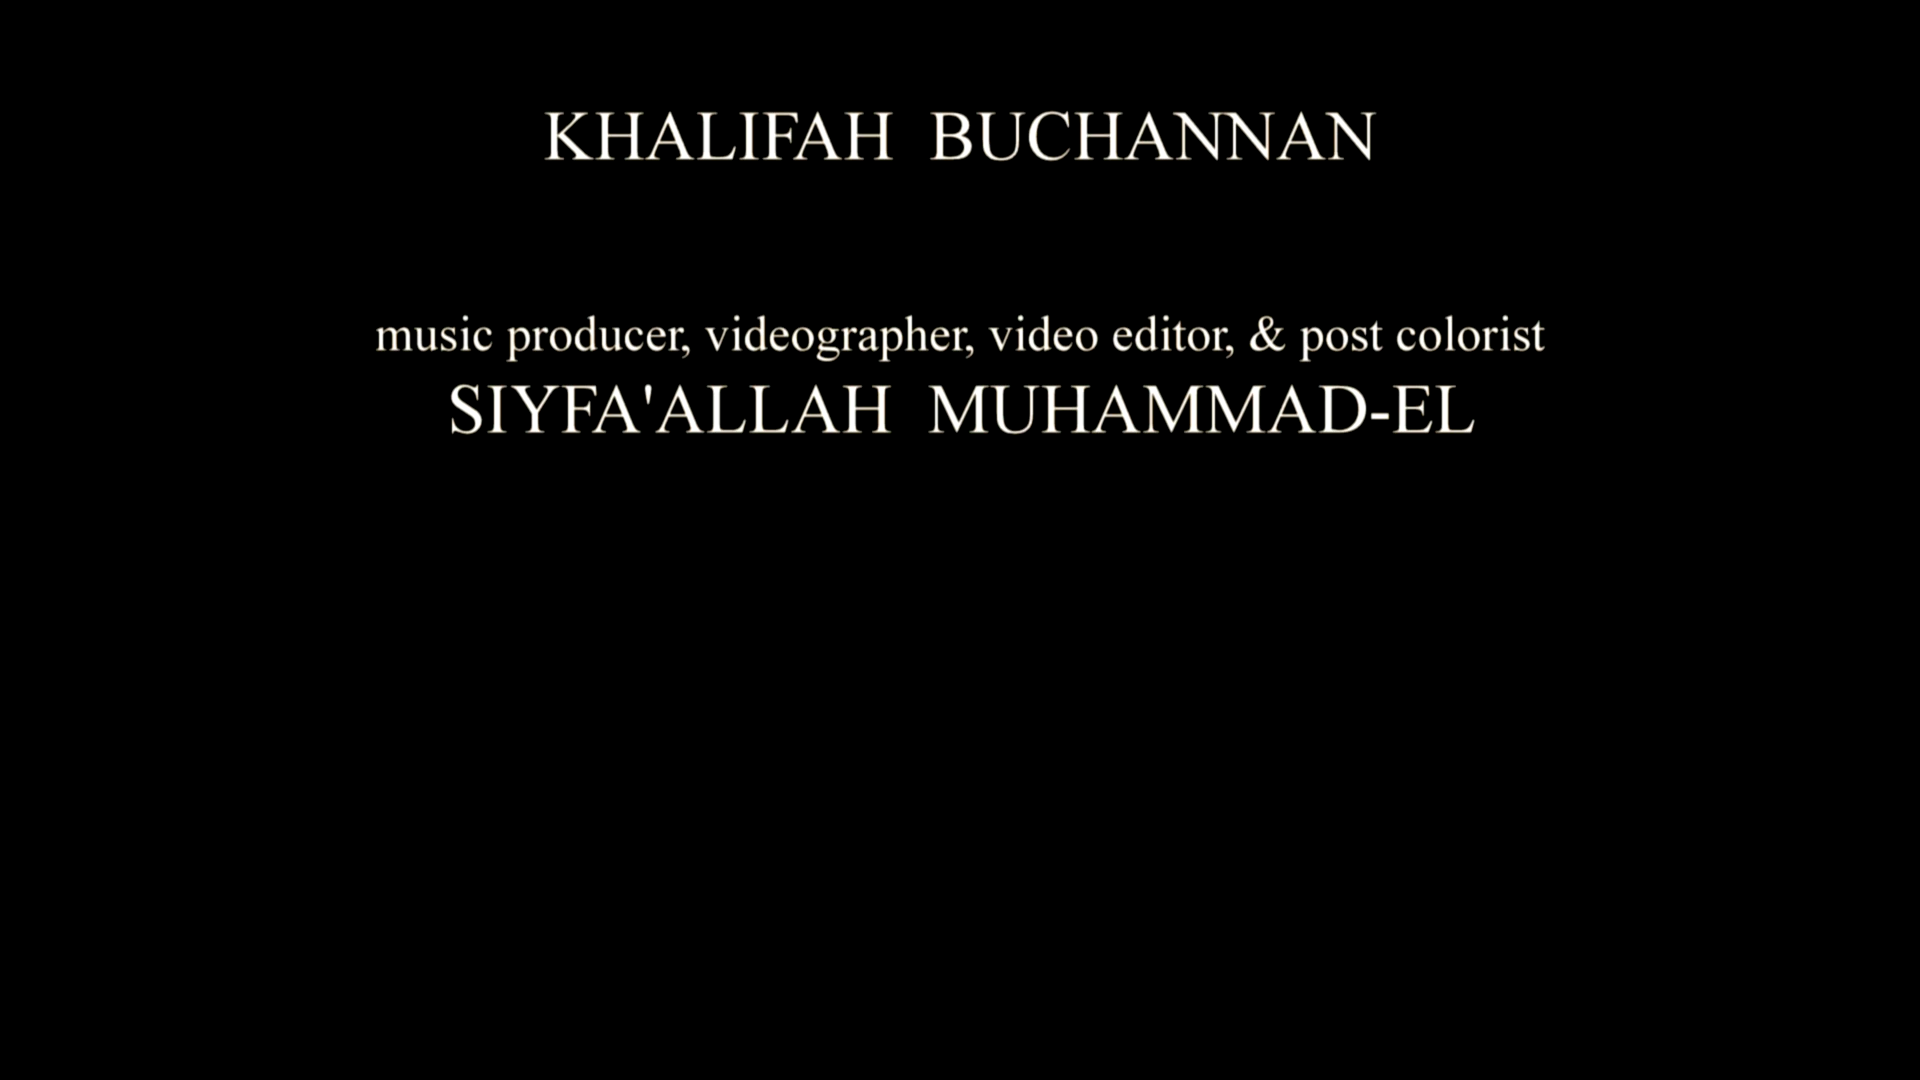 KHALIFAH BUCHANNAN
music producer, videographer, video editor, & post colorist
SIYFA'ALLAH MUHAMMAD-EL